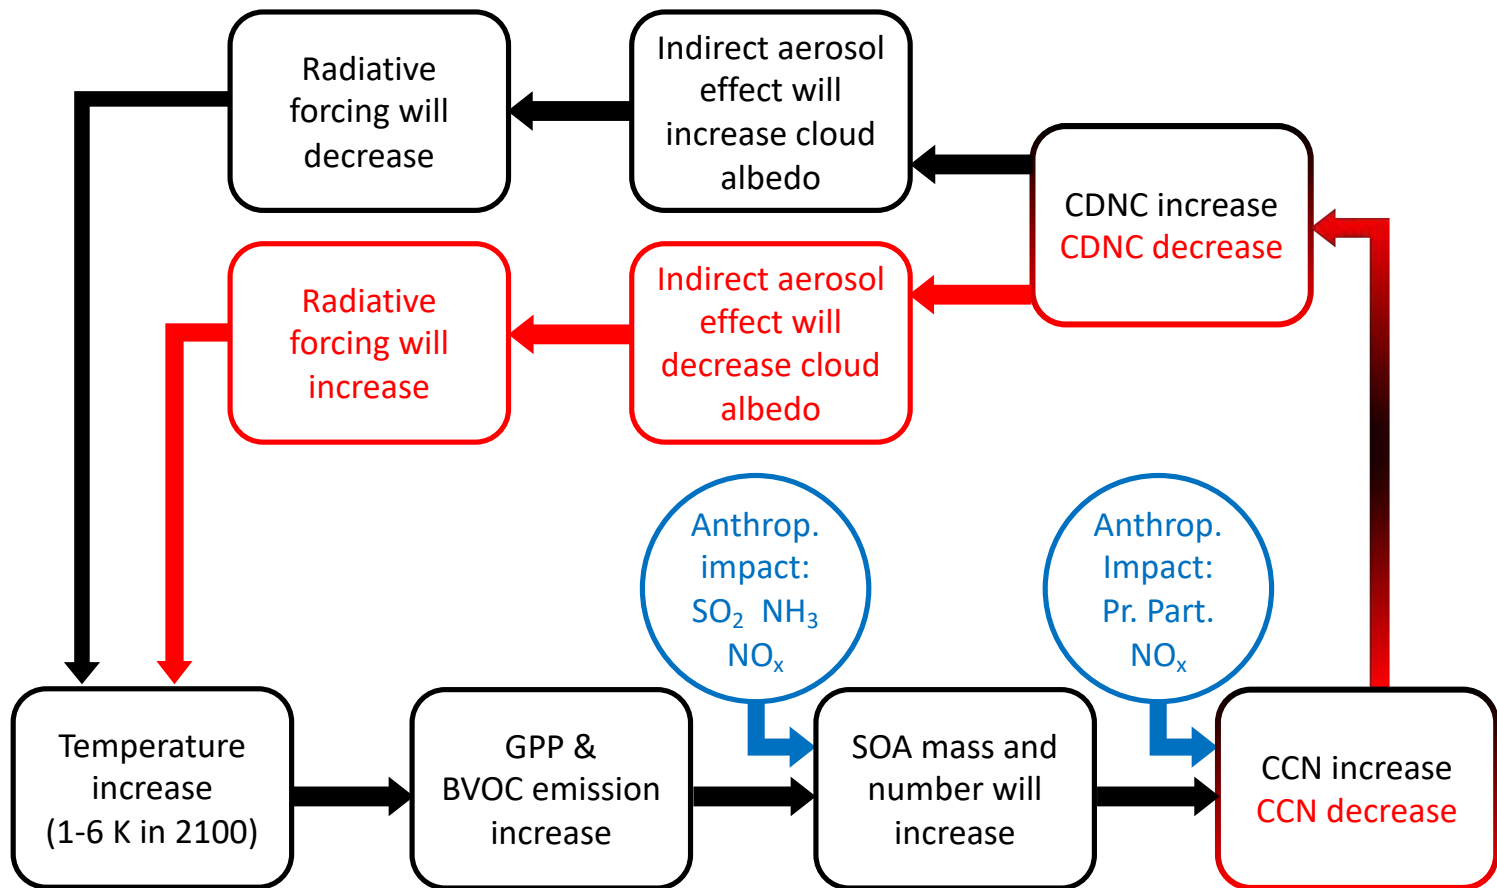 Radiative
forcing will
decrease
Indirect aerosol
effect will
increase cloud
albedo
CDNC increase
CDNC decrease
Radiative
forcing will
increase
Indirect aerosol
effect will
decrease cloud
albedo
Anthrop.
impact:
SO₂ NH₃
NOₓ
Anthrop.
Impact:
Pr. Part.
NOₓ
Temperature
increase
(1-6 K in 2100)
GPP &
BVOC emission
increase
SOA mass and
number will
increase
CCN increase
CCN decrease